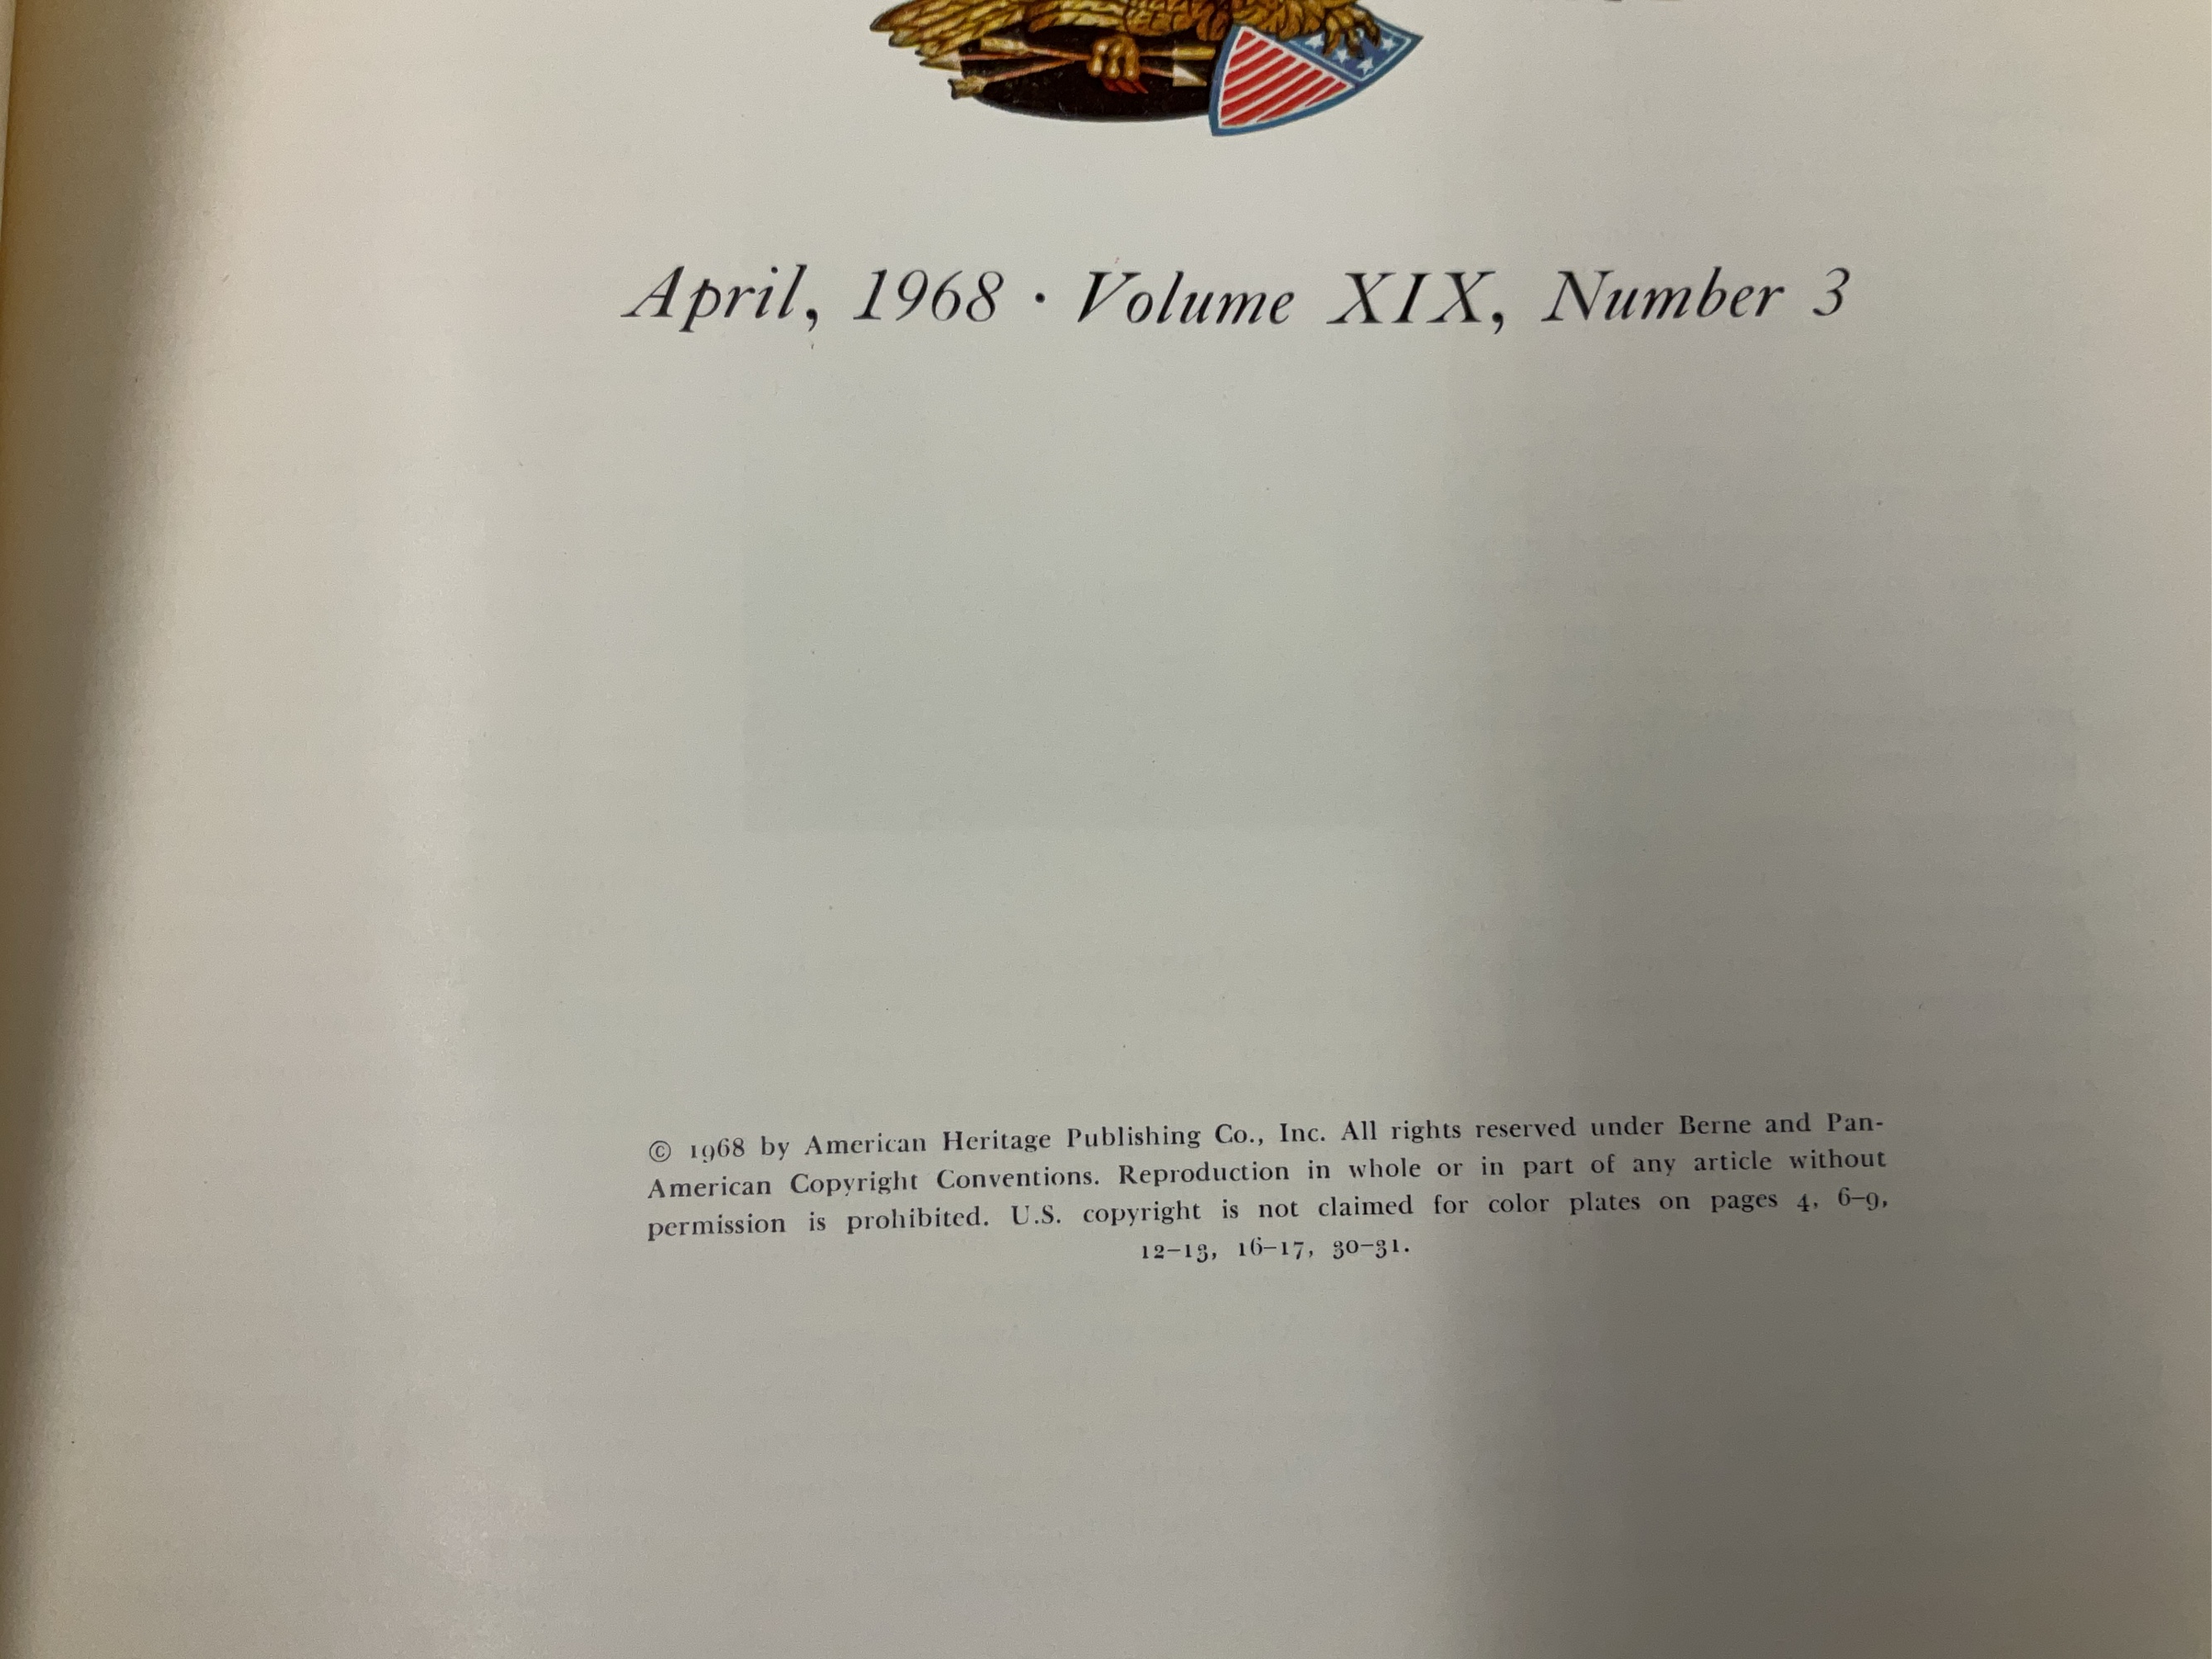 April, 1968 · Volume XIX, Number 3
© 1968 by American Heritage Publishing Co., Inc. All rights reserved under Berne and Pan-
American Copyright Conventions. Reproduction in whole or in part of any article without
permission is prohibited. U.S. copyright is not claimed for color plates on pages 4, 6–9,
12–13, 16–17, 30–31.